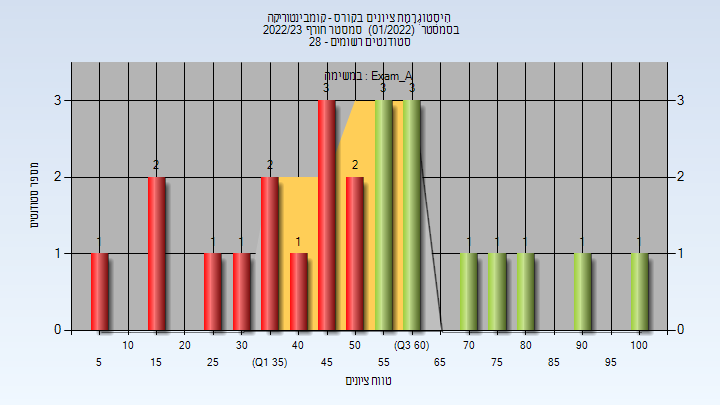 היסטוגרמת ציונים בקורס - קומבינטוריקה
בסמסטר (01/2022) סמסטר חורף 2022/23
סטודנטים רשומים - 28
במשימה : Exam_A
מספר סטודנטים
3 3
2 2
1 1
0 0
1 2 1 1 2 1 3 2 3 3 1 1 1 1 1
10 20 30 40 50 (Q3 60) 70 80 90 100
5 15 25 (Q1 35) 45 55 65 75 85 95
טווח ציונים